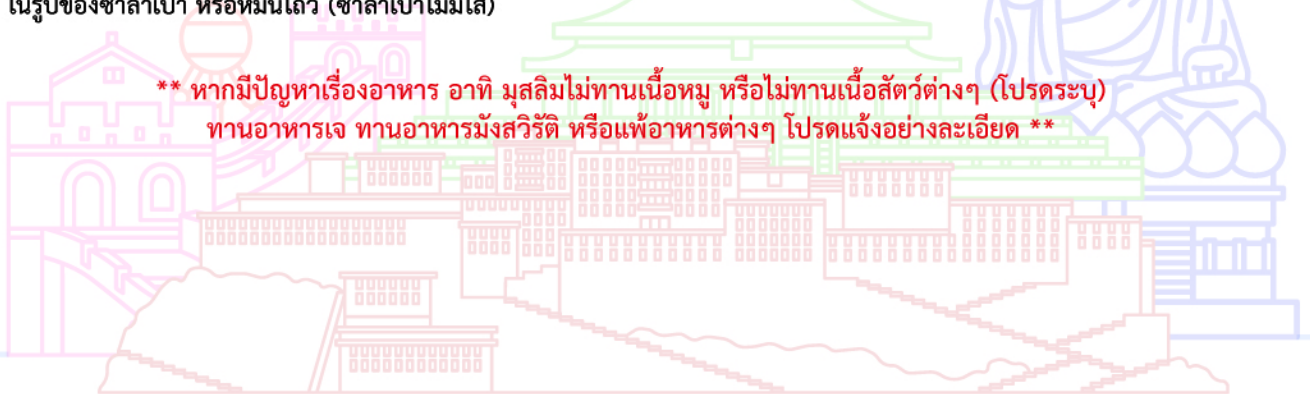 ในรูปของซาลาเปา หรือหมั่นโถว (ซาลาเปาไม่มีไส้)
** หากมีปัญหาเรื่องอาหาร อาทิ มุสลิมไม่ทานเนื้อหมู หรือไม่ทานเนื้อสัตว์ต่างๆ (โปรดระบุ)
ทานอาหารเจ ทานอาหารมังสวิรัติ หรือแพ้อาหารต่างๆ โปรดแจ้งอย่างละเอียด **